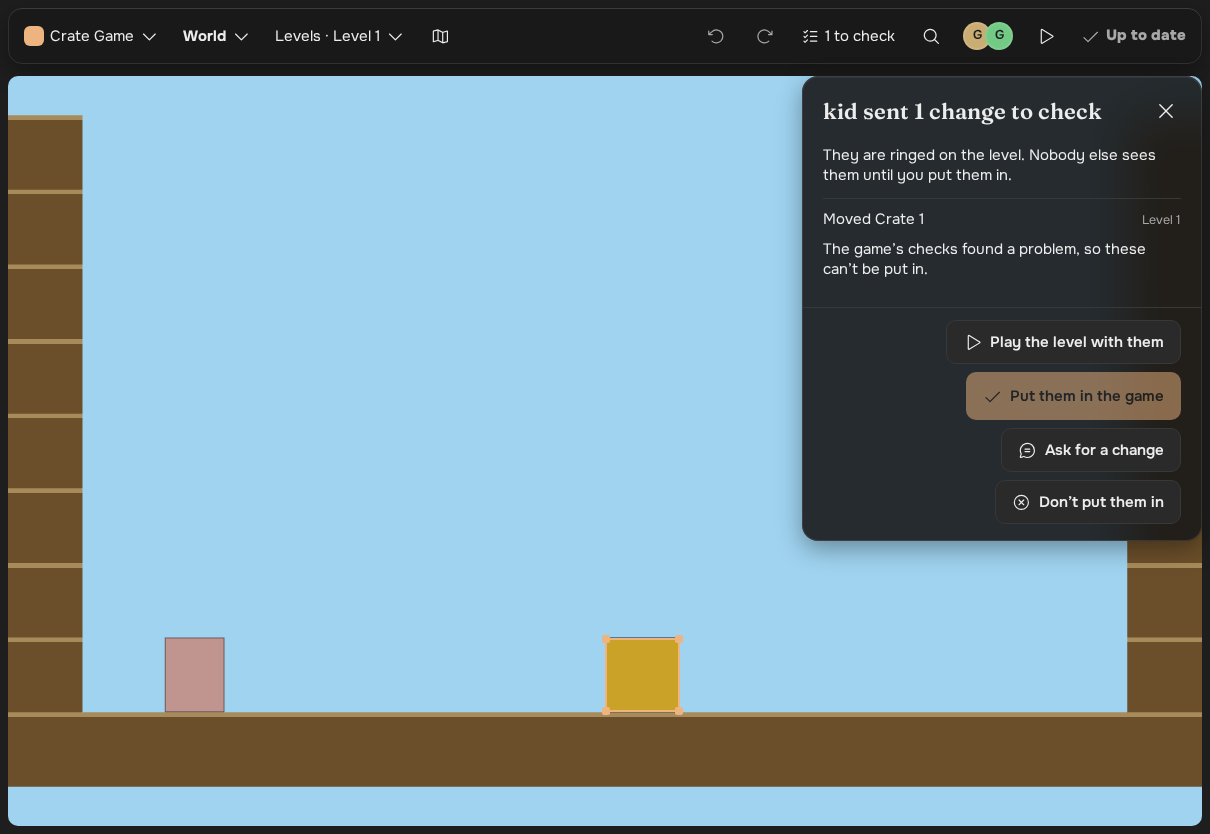 Crate Game
World
Levels · Level 1
1 to check
G
G
Up to date
kid sent 1 change to check
They are ringed on the level. Nobody else sees
them until you put them in.
Moved Crate 1
Level 1
The game’s checks found a problem, so these
can’t be put in.
Play the level with them
Put them in the game
Ask for a change
Don’t put them in